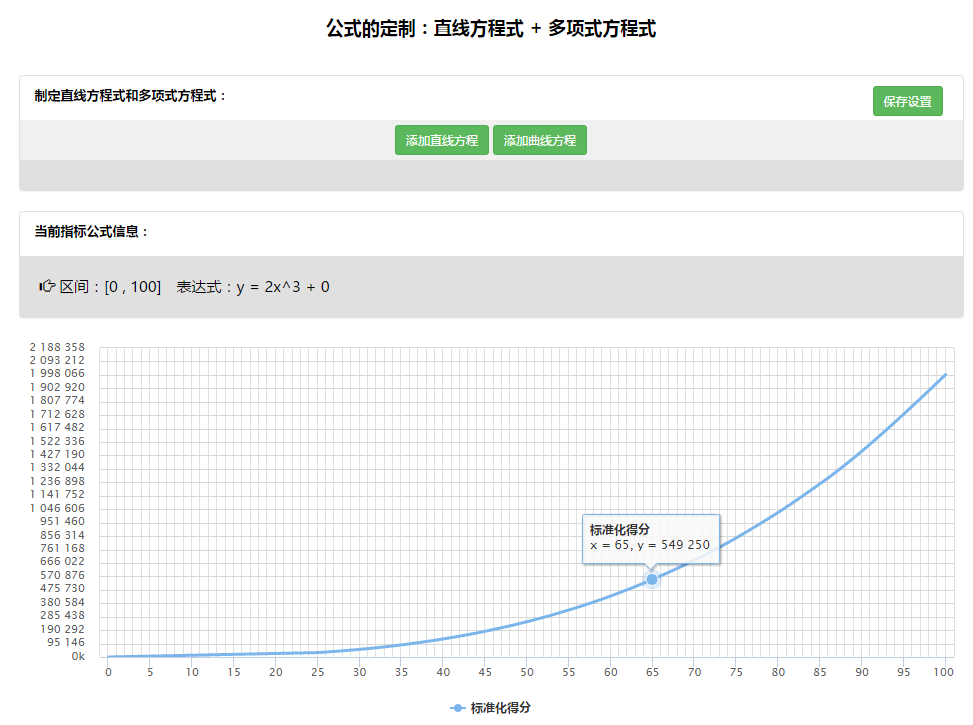 公式的定制：直线方程式 + 多项式方程式
制定直线方程式和多项式方程式：
保存设置
添加直线方程 添加曲线方程
当前指标公式信息：
区间：[0 , 100] 表达式：y = 2x^3 + 0
2 188 358
2 093 212
1 998 066
1 902 920
1 807 774
1 712 628
1 617 482
1 522 336
1 427 190
1 332 044
1 236 898
1 141 752
1 046 606
951 460
856 314
761 168
666 022
570 876
475 730
380 584
285 438
190 292
95 146
0k
标准化得分
x = 65, y = 549 250
0 5 10 15 20 25 30 35 40 45 50 55 60 65 70 75 80 85 90 95 100
标准化得分